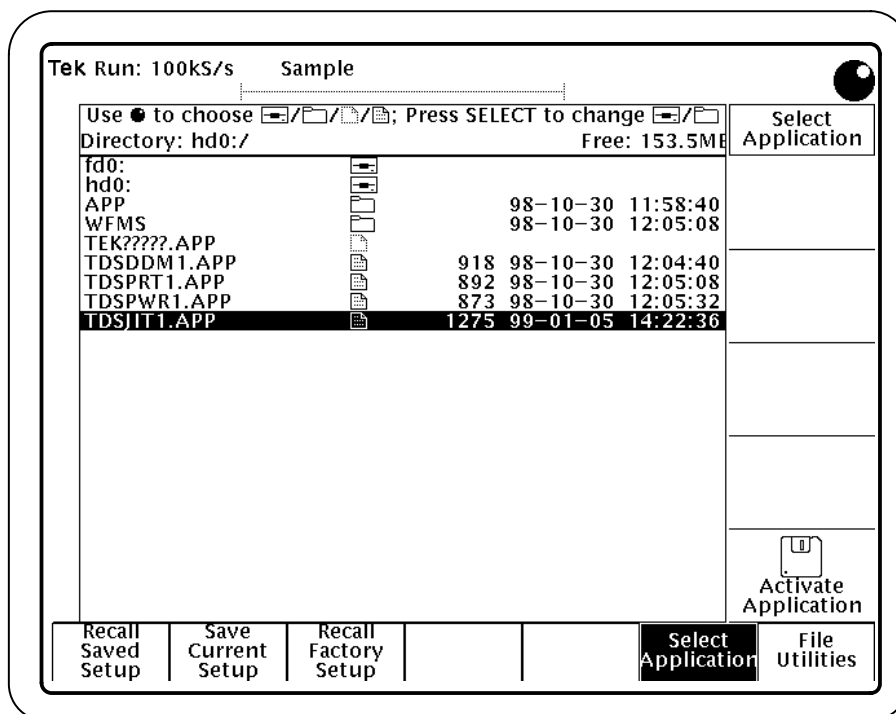 Tek Run: 100kS/s Sample
Use to choose / / / ; Press SELECT to change /
Directory: hd0:/ Free: 153.5MB
Select
Application
fd0:
hd0:
APP 98-10-30 11:58:40
WFMS 98-10-30 12:05:08
TEK?????.APP
TDSDDM1.APP 918 98-10-30 12:04:40
TDSPRT1.APP 892 98-10-30 12:05:08
TDSPWR1.APP 873 98-10-30 12:05:32
TDSJIT1.APP 1275 99-01-05 14:22:36
Activate
Application
Recall
Saved
Setup
Save
Current
Setup
Recall
Factory
Setup
Select
Application
File
Utilities